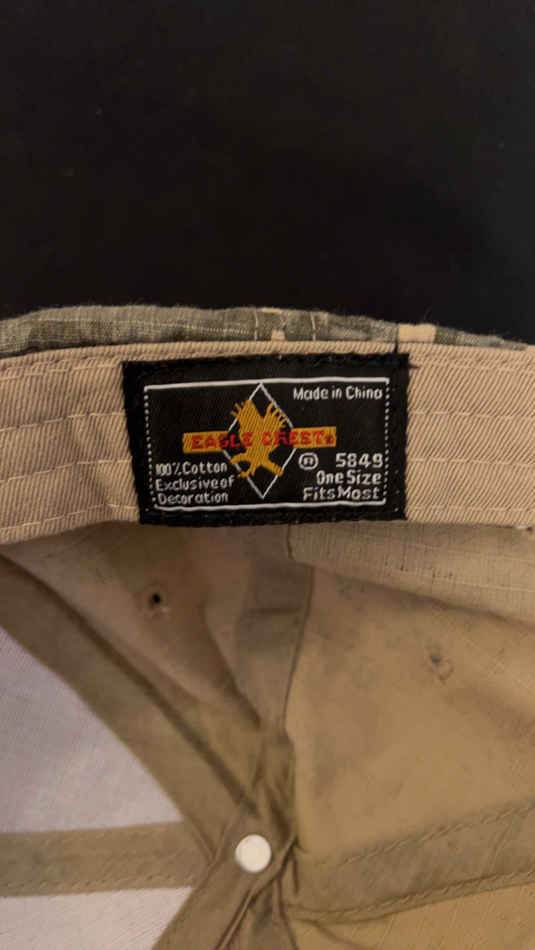 Made in China
EAGLE CREST®
100% Cotton
Exclusive of
Decoration
® 5849
One Size
Fits Most